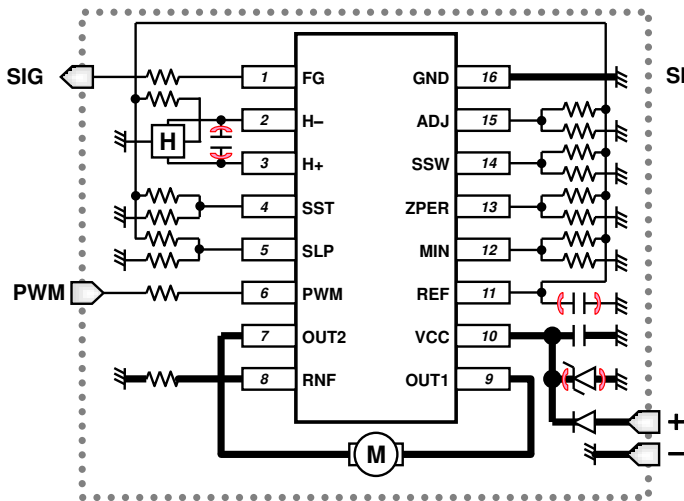 SIG
1 FG
GND 16
2 H–
ADJ 15
H
3 H+
SSW 14
4 SST
ZPER 13
5 SLP
MIN 12
PWM
6 PWM
REF 11
7 OUT2
VCC 10
8 RNF
OUT1 9
+
M
–